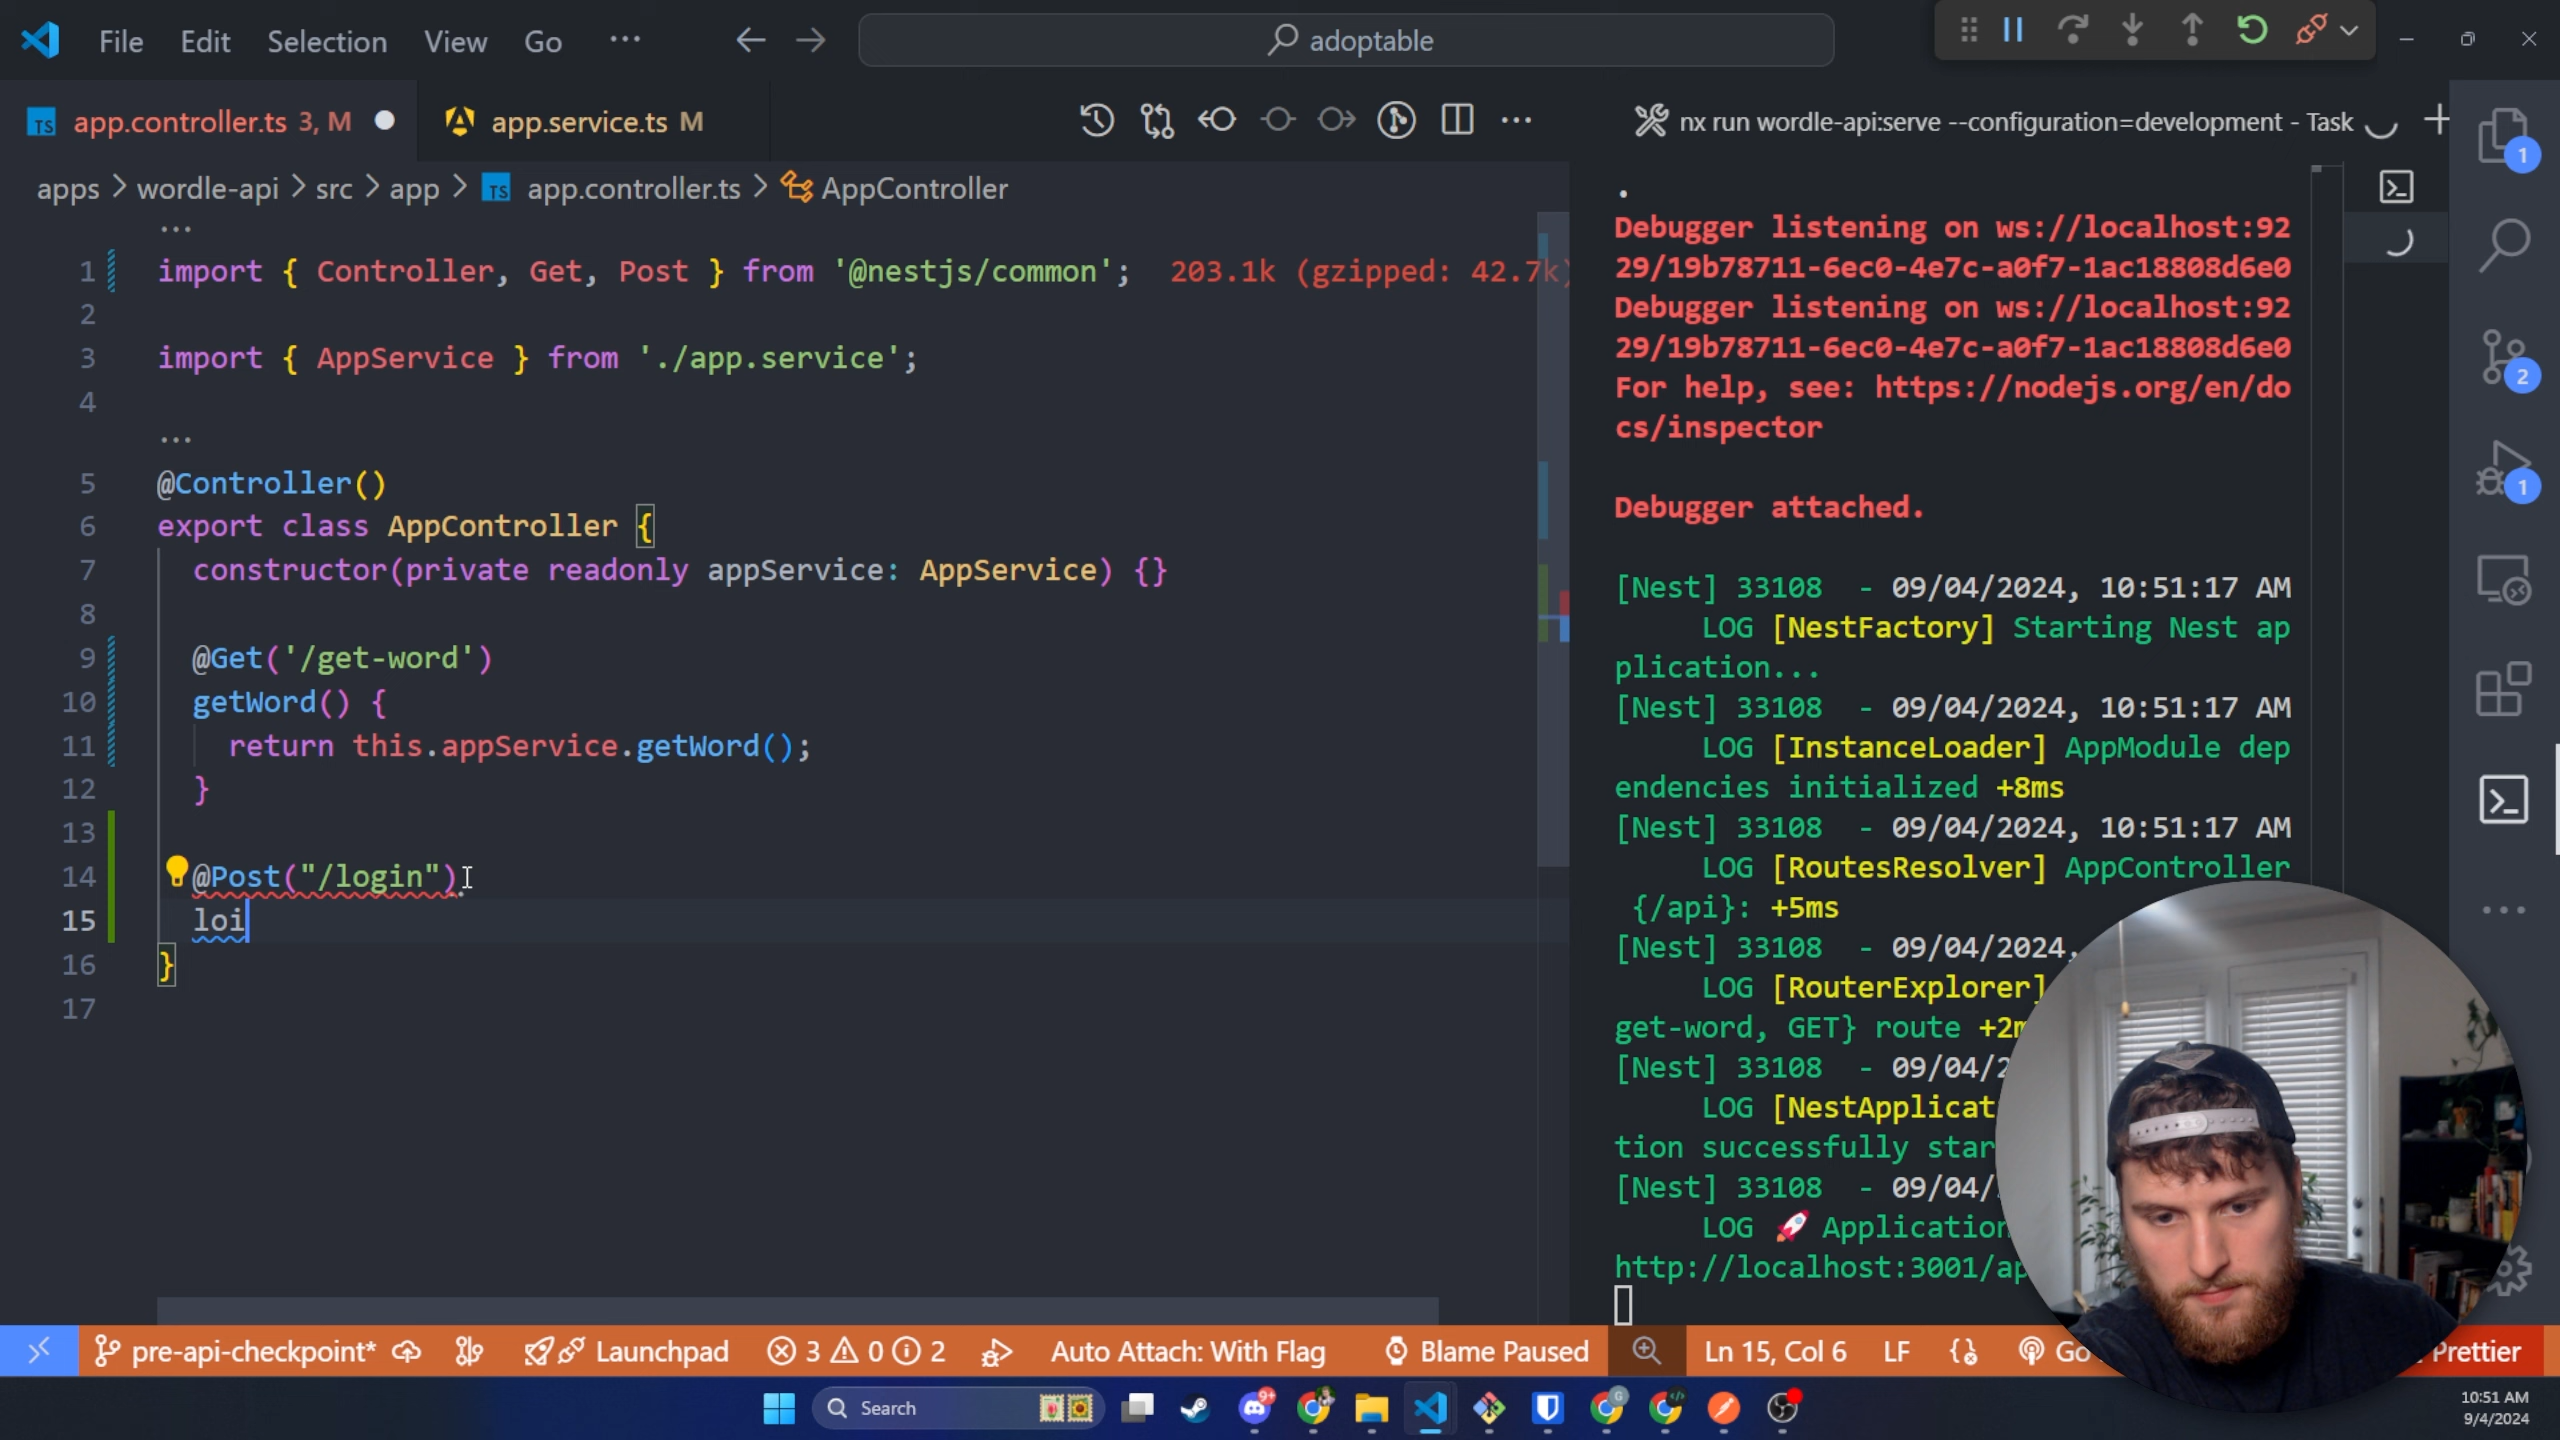 File Edit Selection View Go ··· adoptable
app.controller.ts 3, M app.service.ts M
nx run wordle-api:serve --configuration=development - Task
apps > wordle-api > src > app > TS app.controller.ts > AppController
1 import { Controller, Get, Post } from '@nestjs/common'; 203.1k (gzipped: 42.7k)
2
3 import { AppService } from './app.service';
4
5 @Controller()
6 export class AppController {
7 constructor(private readonly appService: AppService) {}
8
9 @Get('/get-word')
10 getWord() {
11 return this.appService.getWord();
12 }
13
14 @Post("/login")
15 loi
16 }
17
.
Debugger listening on ws://localhost:92
29/19b78711-6ec0-4e7c-a0f7-1ac18808d6e0
Debugger listening on ws://localhost:92
29/19b78711-6ec0-4e7c-a0f7-1ac18808d6e0
For help, see: https://nodejs.org/en/do
cs/inspector
Debugger attached.
[Nest] 33108 - 09/04/2024, 10:51:17 AM
LOG [NestFactory] Starting Nest ap
plication...
[Nest] 33108 - 09/04/2024, 10:51:17 AM
LOG [InstanceLoader] AppModule dep
endencies initialized +8ms
[Nest] 33108 - 09/04/2024, 10:51:17 AM
LOG [RoutesResolver] AppController
{/api}: +5ms
[Nest] 33108 - 09/04/2024,
LOG [RouterExplorer]
get-word, GET} route +2m
[Nest] 33108 - 09/04/2
LOG [NestApplicat
tion successfully star
[Nest] 33108 - 09/04/
LOG 🚀 Application
http://localhost:3001/ap
1
2
1
pre-api-checkpoint* Launchpad 3 0 2 Auto Attach: With Flag Blame Paused Ln 15, Col 6 LF Go Prettier
Search 9+
10:51 AM
9/4/2024